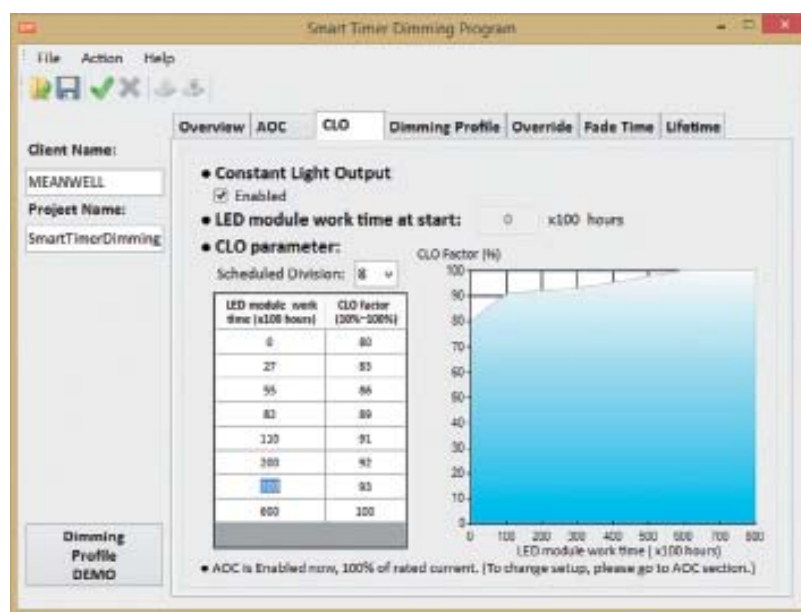 Smart Timer Dimming Program
File Action Help
Overview AOC CLO Dimming Profile Override Fade Time Lifetime
Client Name:
MEANWELL
Project Name:
SmartTimerDimming
• Constant Light Output
Enabled
• LED module work time at start: 0 x100 hours
• CLO parameter:
Scheduled Division: 8
LED module work time (x100 hours)
CLO factor (10%~100%)
0 80
27 83
55 86
82 89
110 91
200 92
93
600 100
CLO Factor (%)
100
90
80
70
60
50
40
30
20
10
0
0 100 200 300 400 500 600 700 800
LED module work time ( x100 hours)
• AOC is Enabled now, 100% of rated current. (To change setup, please go to AOC section.)
Dimming
Profile
DEMO